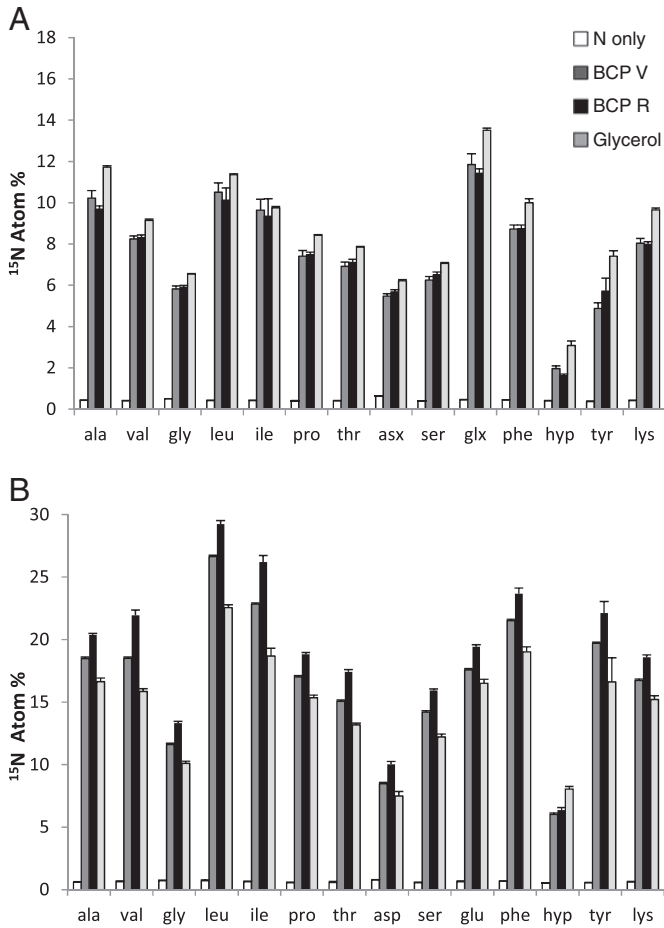 A
18
16
14
12
10
8
6
4
2
0
15N Atom %
N only
BCP V
BCP R
Glycerol
ala val gly leu ile pro thr asx ser glx phe hyp tyr lys
B
30
25
20
15
10
5
0
15N Atom %
ala val gly leu ile pro thr asp ser glu phe hyp tyr lys